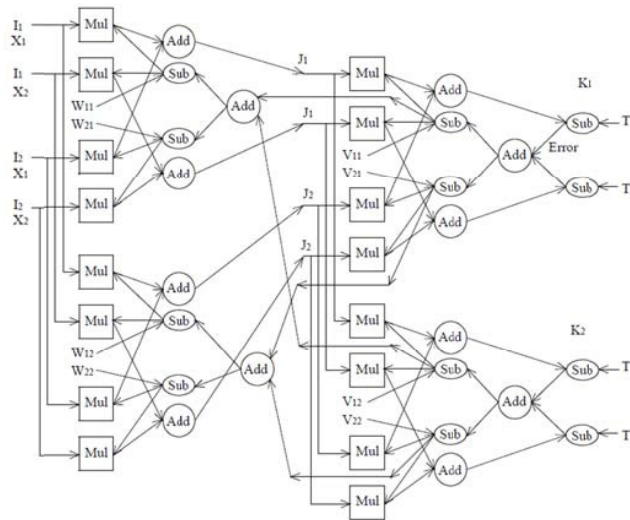 I1
X1
Mul
Add
J1
Mul
Add
K1
I1
X2
Mul
Sub
W11
Add
J1
Mul
Sub
Sub
T
W21
V11
Error
Add
I2
X1
Mul
Sub
V21
Sub
Sub
T
Add
I2
X2
Mul
J2
Mul
Add
J2
Mul
Mul
Add
Mul
Sub
Mul
Add
K2
W12
Add
Mul
Sub
Sub
T
W22
Sub
V12
Add
Mul
Add
V22
Sub
Sub
T
Mul
Mul
Add
Mul